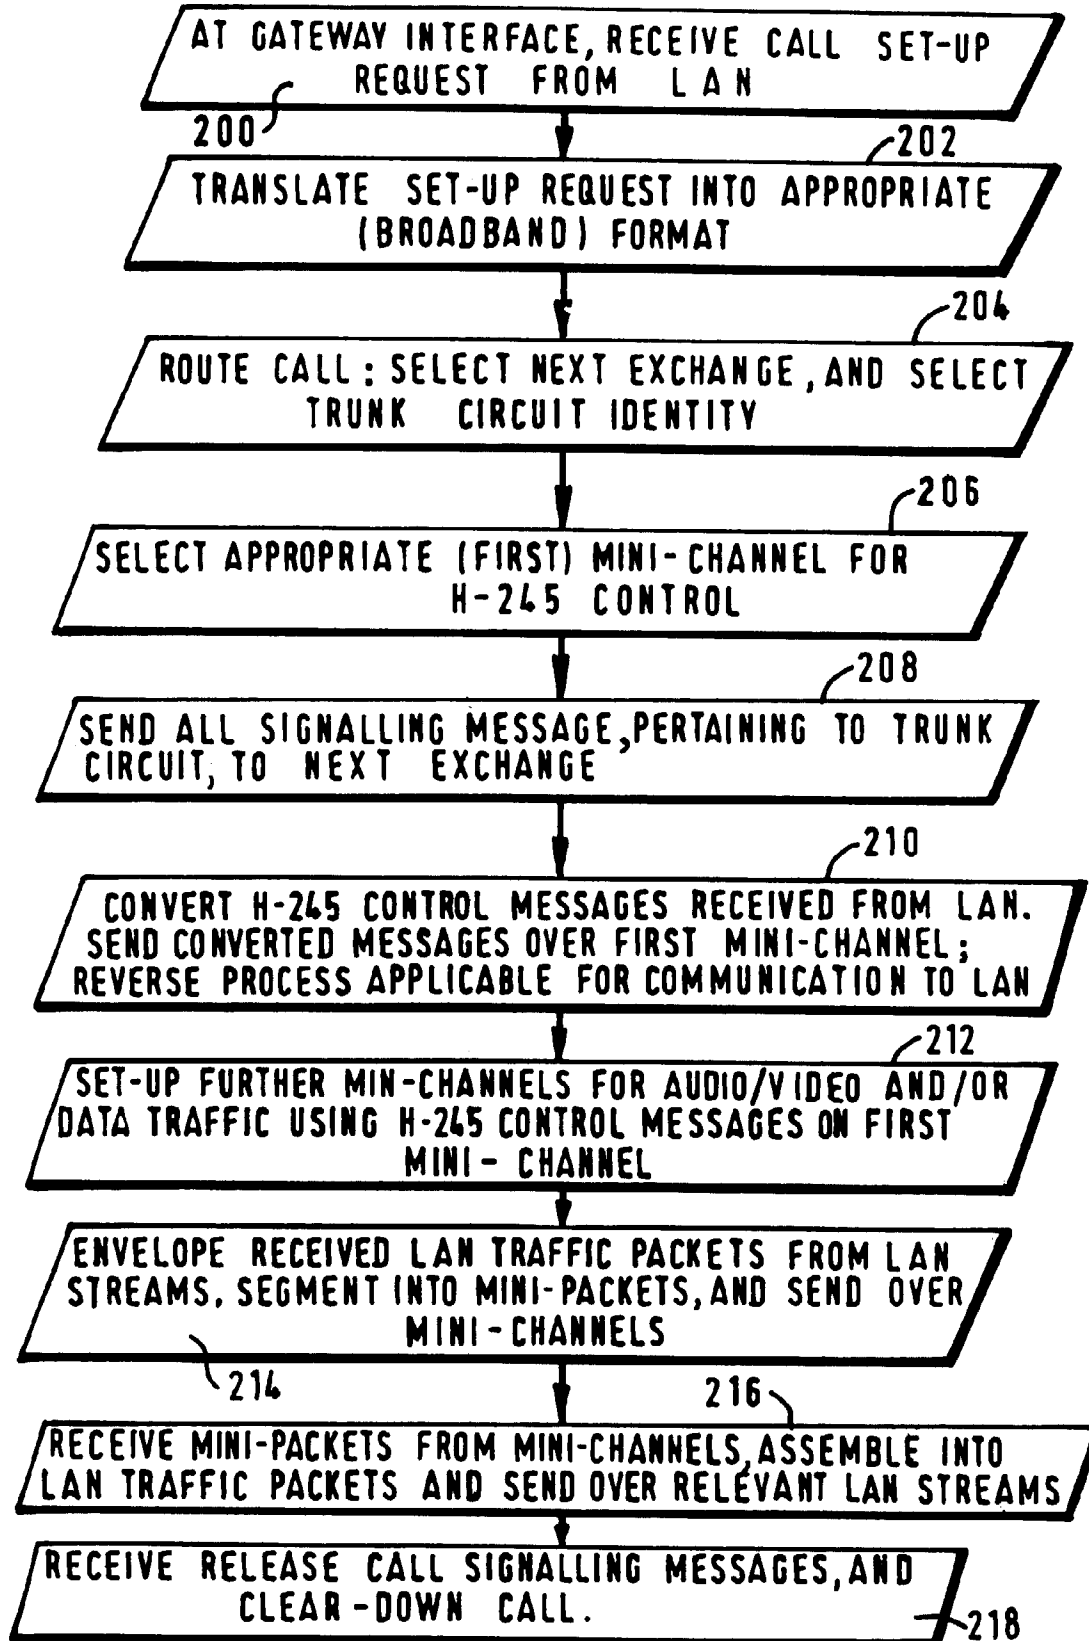 AT GATEWAY INTERFACE, RECEIVE CALL SET-UP
REQUEST FROM LAN
200
202
TRANSLATE SET-UP REQUEST INTO APPROPRIATE
(BROADBAND) FORMAT
204
ROUTE CALL: SELECT NEXT EXCHANGE, AND SELECT
TRUNK CIRCUIT IDENTITY
206
SELECT APPROPRIATE (FIRST) MINI-CHANNEL FOR
H-245 CONTROL
208
SEND ALL SIGNALLING MESSAGE, PERTAINING TO TRUNK
CIRCUIT, TO NEXT EXCHANGE
210
CONVERT H-245 CONTROL MESSAGES RECEIVED FROM LAN.
SEND CONVERTED MESSAGES OVER FIRST MINI-CHANNEL;
REVERSE PROCESS APPLICABLE FOR COMMUNICATION TO LAN
212
SET-UP FURTHER MIN-CHANNELS FOR AUDIO/VIDEO AND/OR
DATA TRAFFIC USING H-245 CONTROL MESSAGES ON FIRST
MINI-CHANNEL
ENVELOPE RECEIVED LAN TRAFFIC PACKETS FROM LAN
STREAMS. SEGMENT INTO MINI-PACKETS, AND SEND OVER
MINI-CHANNELS
214
216
RECEIVE MINI-PACKETS FROM MINI-CHANNELS, ASSEMBLE INTO
LAN TRAFFIC PACKETS AND SEND OVER RELEVANT LAN STREAMS
RECEIVE RELEASE CALL SIGNALLING MESSAGES, AND
CLEAR-DOWN CALL.
218